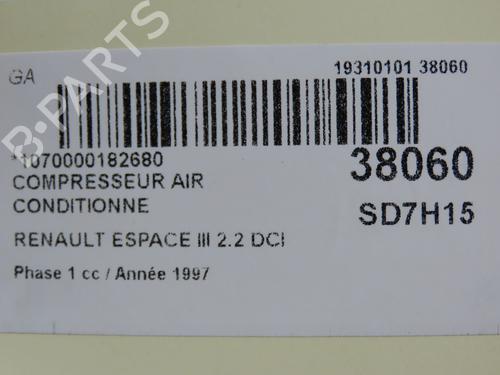 GA
19310101 38060
B-PARTS
*1070000182680
38060
COMPRESSEUR AIR
CONDITIONNE
SD7H15
RENAULT ESPACE III 2.2 DCI
Phase 1 cc / Année 1997